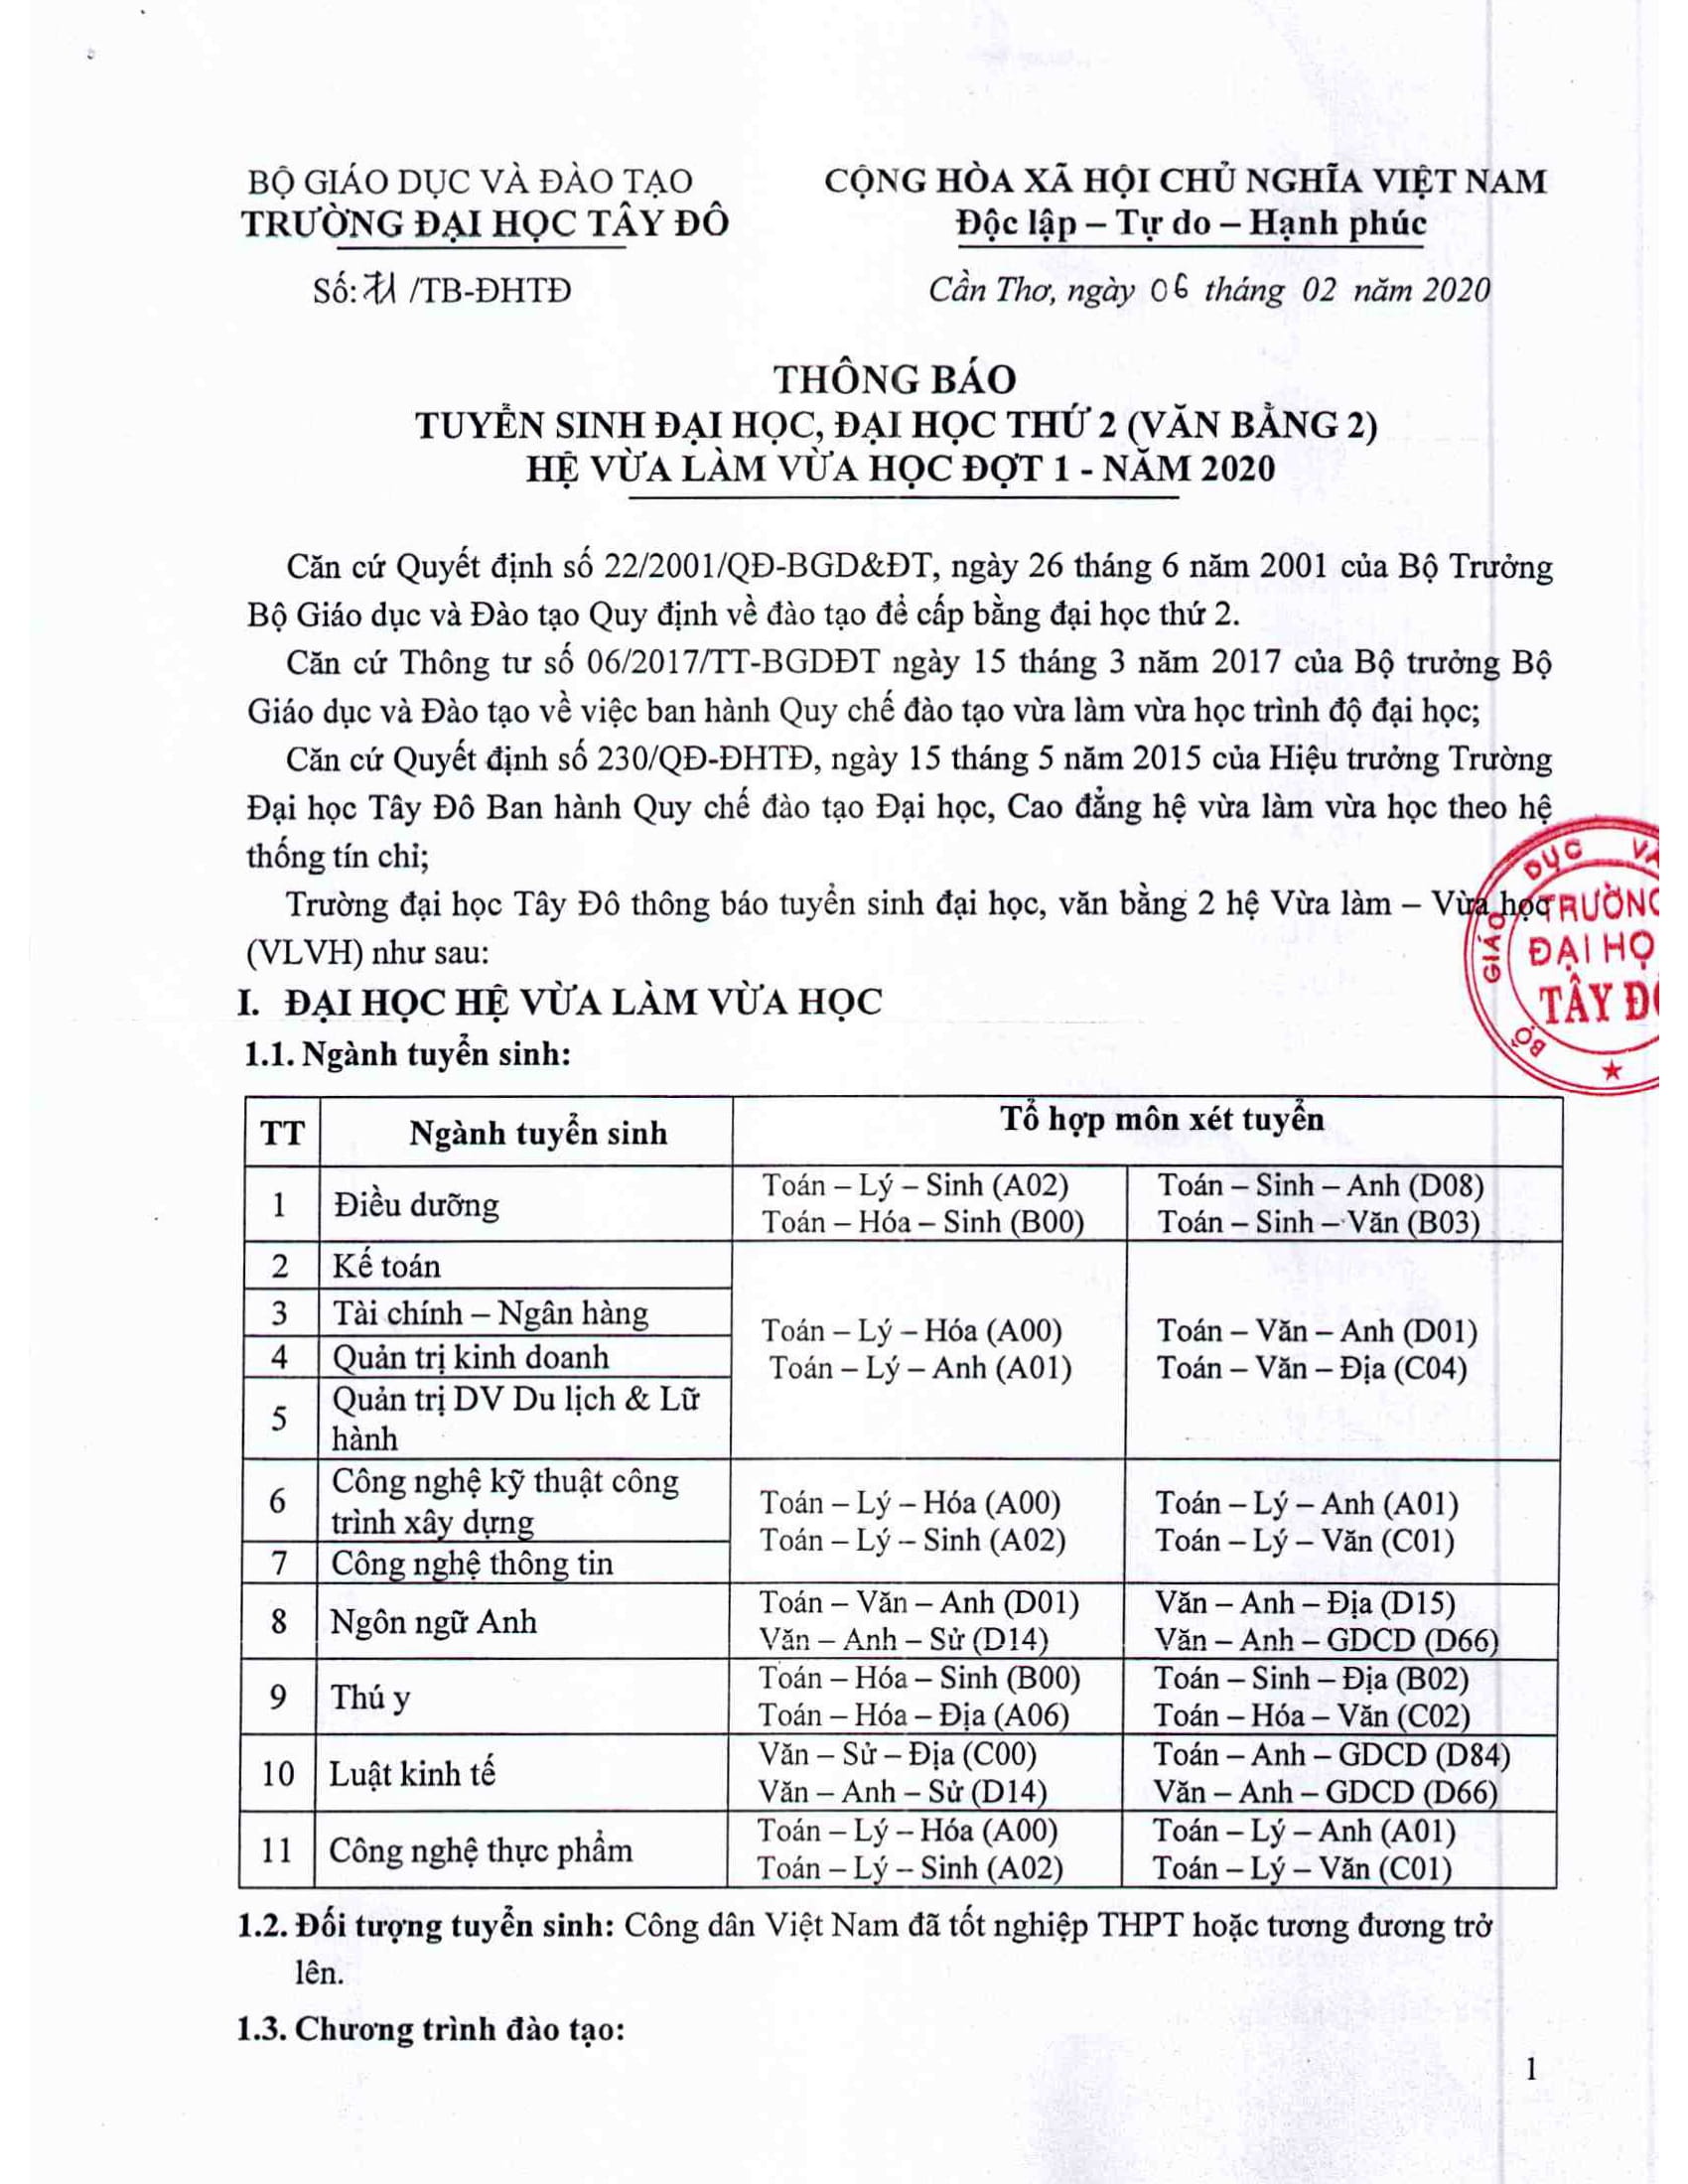 BỘ GIÁO DỤC VÀ ĐÀO TẠO
TRƯỜNG ĐẠI HỌC TÂY ĐÔ
Số: 71 /TB-ĐHTĐ
CỘNG HÒA XÃ HỘI CHỦ NGHĨA VIỆT NAM
Độc lập – Tự do – Hạnh phúc
Cần Thơ, ngày 06 tháng 02 năm 2020
THÔNG BÁO
TUYỂN SINH ĐẠI HỌC, ĐẠI HỌC THỨ 2 (VĂN BẰNG 2)
HỆ VỪA LÀM VỪA HỌC ĐỢT 1 - NĂM 2020
Căn cứ Quyết định số 22/2001/QĐ-BGD&ĐT, ngày 26 tháng 6 năm 2001 của Bộ Trưởng
Bộ Giáo dục và Đào tạo Quy định về đào tạo để cấp bằng đại học thứ 2.
Căn cứ Thông tư số 06/2017/TT-BGDĐT ngày 15 tháng 3 năm 2017 của Bộ trưởng Bộ
Giáo dục và Đào tạo về việc ban hành Quy chế đào tạo vừa làm vừa học trình độ đại học;
Căn cứ Quyết định số 230/QĐ-ĐHTĐ, ngày 15 tháng 5 năm 2015 của Hiệu trưởng Trường
Đại học Tây Đô Ban hành Quy chế đào tạo Đại học, Cao đẳng hệ vừa làm vừa học theo hệ
thống tín chỉ;
Trường đại học Tây Đô thông báo tuyển sinh đại học, văn bằng 2 hệ Vừa làm – Vừa học
(VLVH) như sau:
BỘ GIÁO DỤC VÀ
TRƯỜNG
ĐẠI HỌ
TÂY ĐÔ
I. ĐẠI HỌC HỆ VỪA LÀM VỪA HỌC
1.1. Ngành tuyển sinh:
TT Ngành tuyển sinh Tổ hợp môn xét tuyển
1 Điều dưỡng
Toán – Lý – Sinh (A02) Toán – Sinh – Anh (D08)
Toán – Hóa – Sinh (B00) Toán – Sinh – Văn (B03)
2 Kế toán
3 Tài chính – Ngân hàng
4 Quản trị kinh doanh
5 Quản trị DV Du lịch & Lữ
hành
Toán – Lý – Hóa (A00) Toán – Văn – Anh (D01)
Toán – Lý – Anh (A01) Toán – Văn – Địa (C04)
6 Công nghệ kỹ thuật công
trình xây dựng
7 Công nghệ thông tin
Toán – Lý – Hóa (A00) Toán – Lý – Anh (A01)
Toán – Lý – Sinh (A02) Toán – Lý – Văn (C01)
8 Ngôn ngữ Anh
Toán – Văn – Anh (D01) Văn – Anh – Địa (D15)
Văn – Anh – Sử (D14) Văn – Anh – GDCD (D66)
9 Thú y
Toán – Hóa – Sinh (B00) Toán – Sinh – Địa (B02)
Toán – Hóa – Địa (A06) Toán – Hóa – Văn (C02)
10 Luật kinh tế
Văn – Sử – Địa (C00) Toán – Anh – GDCD (D84)
Văn – Anh – Sử (D14) Văn – Anh – GDCD (D66)
11 Công nghệ thực phẩm
Toán – Lý – Hóa (A00) Toán – Lý – Anh (A01)
Toán – Lý – Sinh (A02) Toán – Lý – Văn (C01)
1.2. Đối tượng tuyển sinh: Công dân Việt Nam đã tốt nghiệp THPT hoặc tương đương trở
lên.
1.3. Chương trình đào tạo:
1